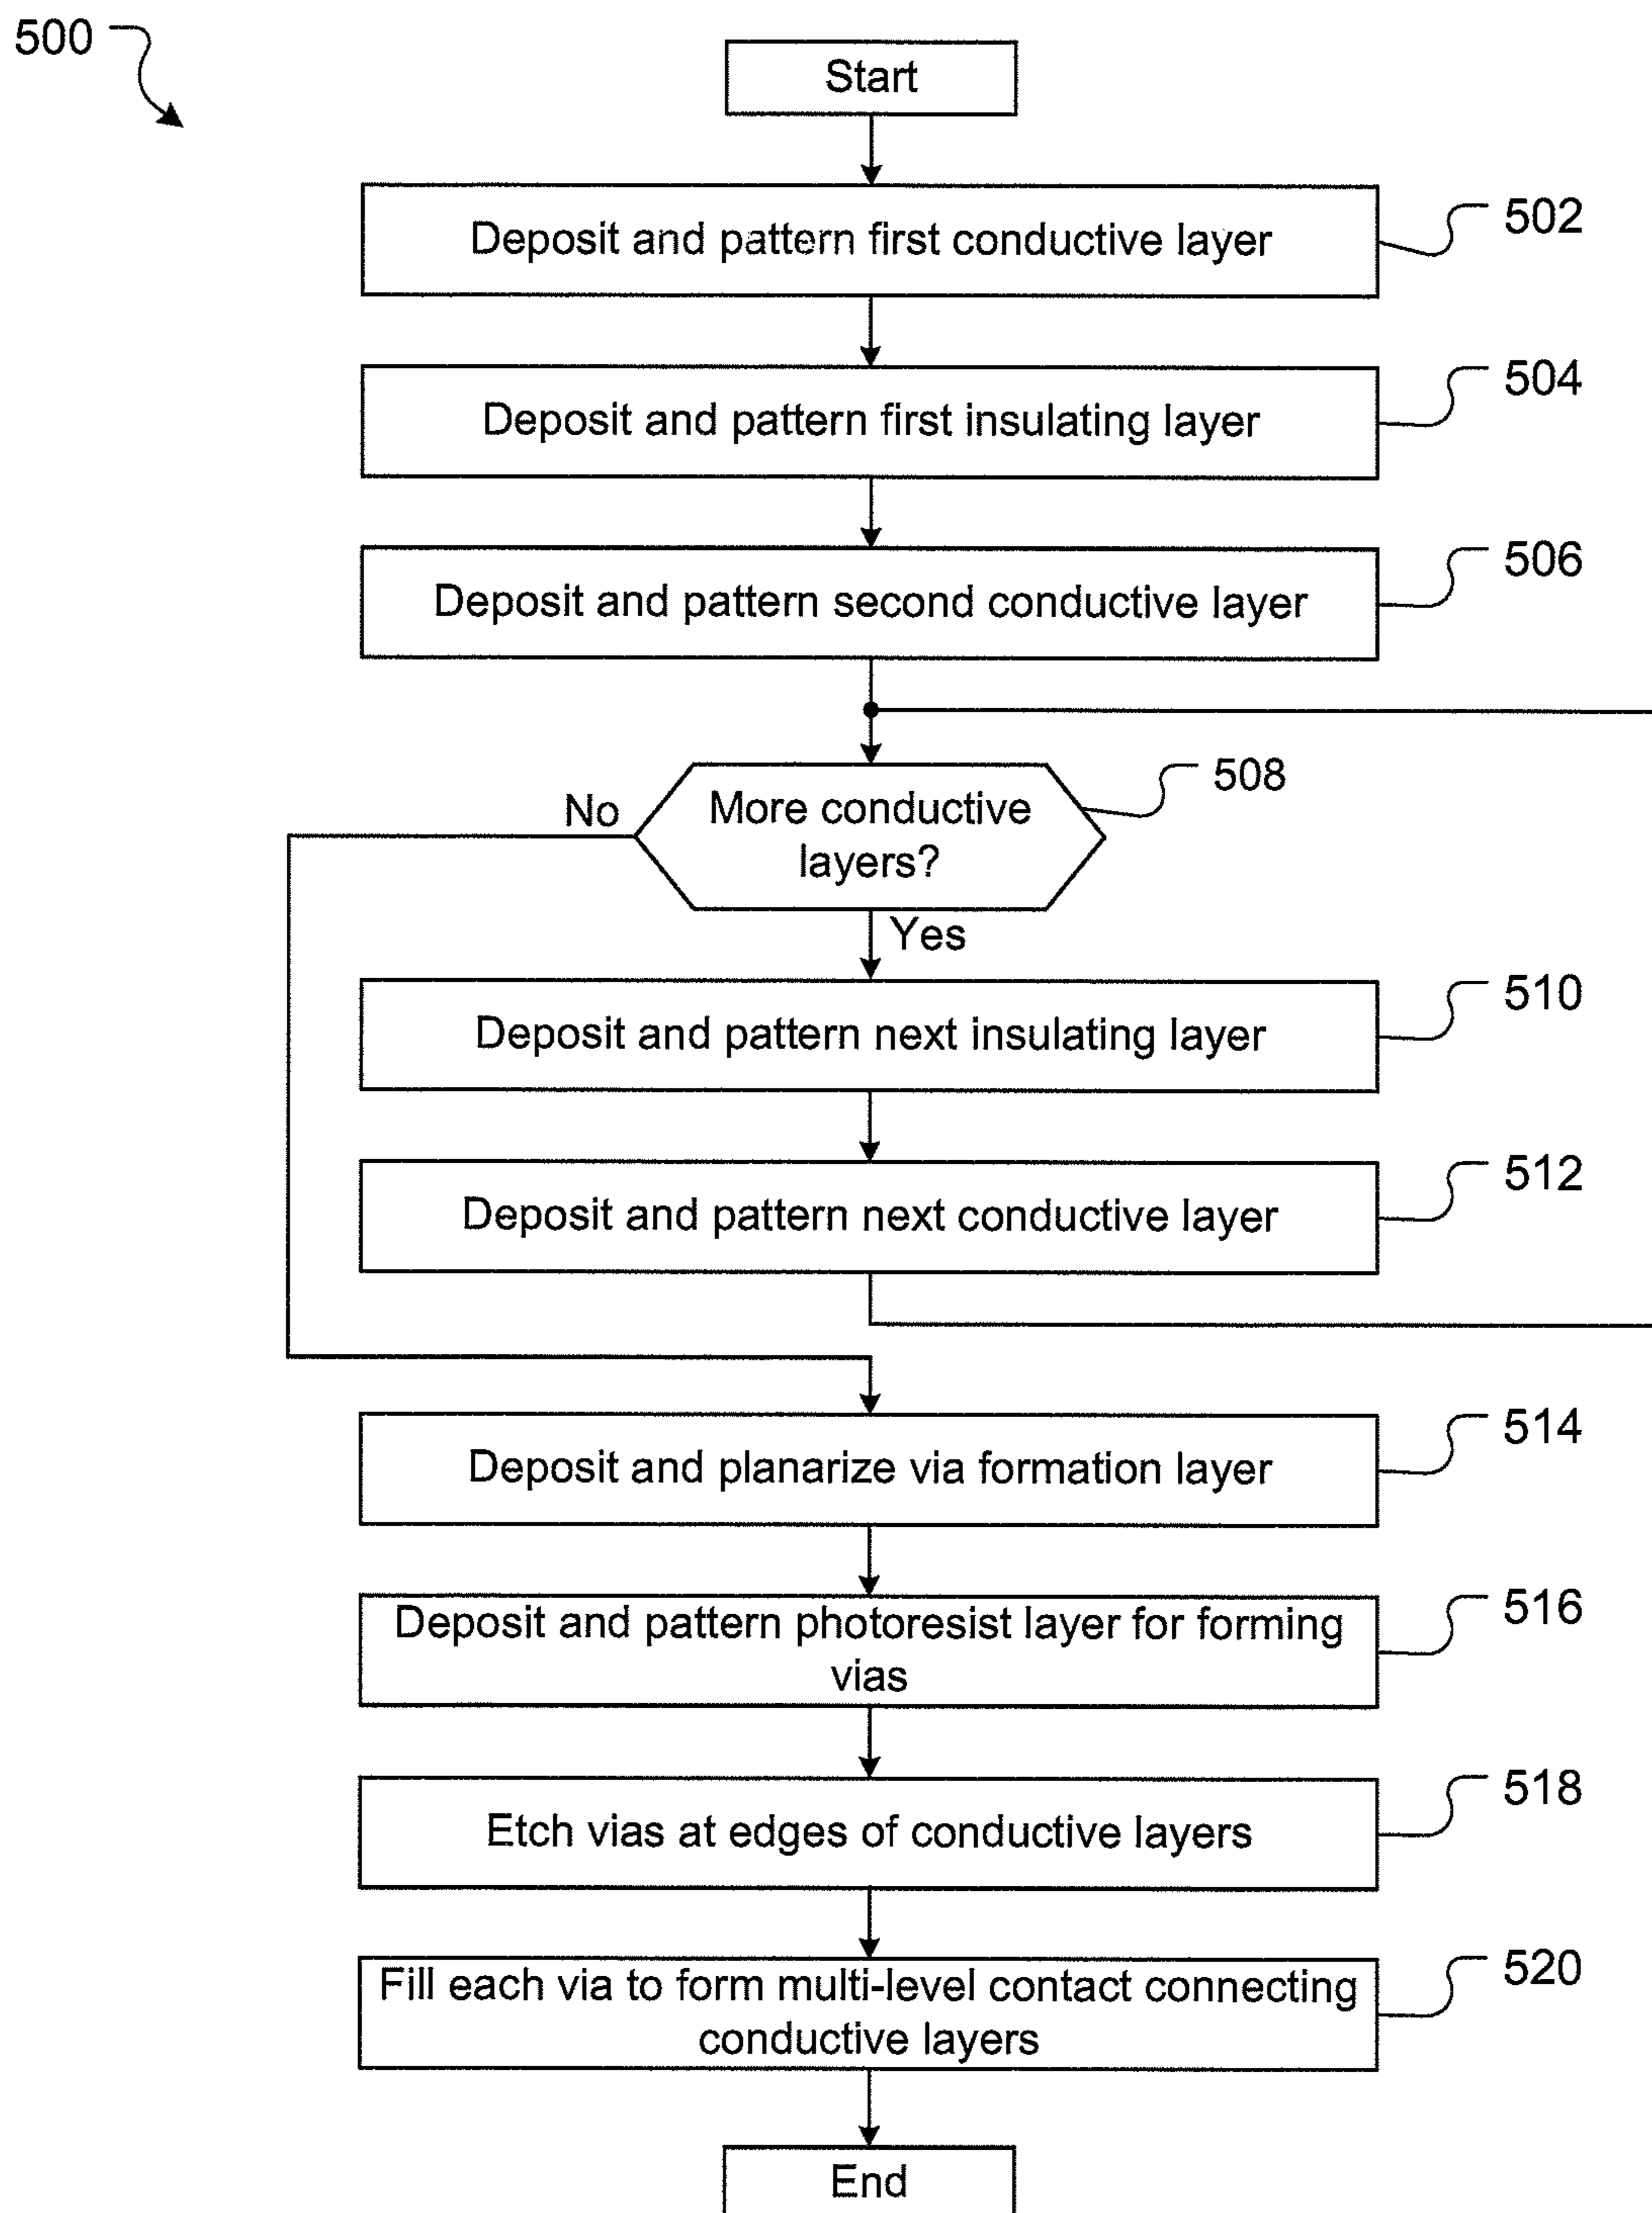 500
Start
Deposit and pattern first conductive layer
502
Deposit and pattern first insulating layer
504
Deposit and pattern second conductive layer
506
More conductive
layers?
508
No
Yes
Deposit and pattern next insulating layer
510
Deposit and pattern next conductive layer
512
Deposit and planarize via formation layer
514
Deposit and pattern photoresist layer for forming
vias
516
Etch vias at edges of conductive layers
518
Fill each via to form multi-level contact connecting
conductive layers
520
End